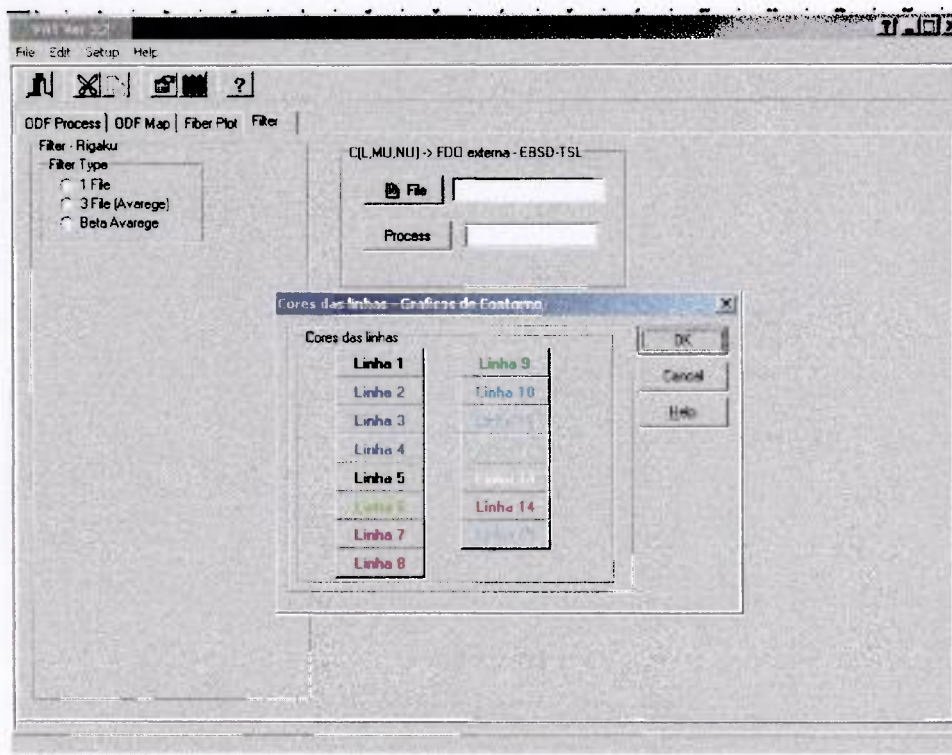 File Edit Setup Help
?
ODF Process ODF Map Fiber Plot Filter
Filter - Rigaku
Filter Type
1 File
3 File (Avarege)
Beta Avarege
C(L,MU,NU) -> FDO externa - EBSD-TSL
File
Process
Cores das linhas - Graficos de Contorno
Cores das linhas
Linha 1
Linha 2
Linha 3
Linha 4
Linha 5
Linha 6
Linha 7
Linha 8
Linha 9
Linha 10
Linha 14
OK
Cancel
Help